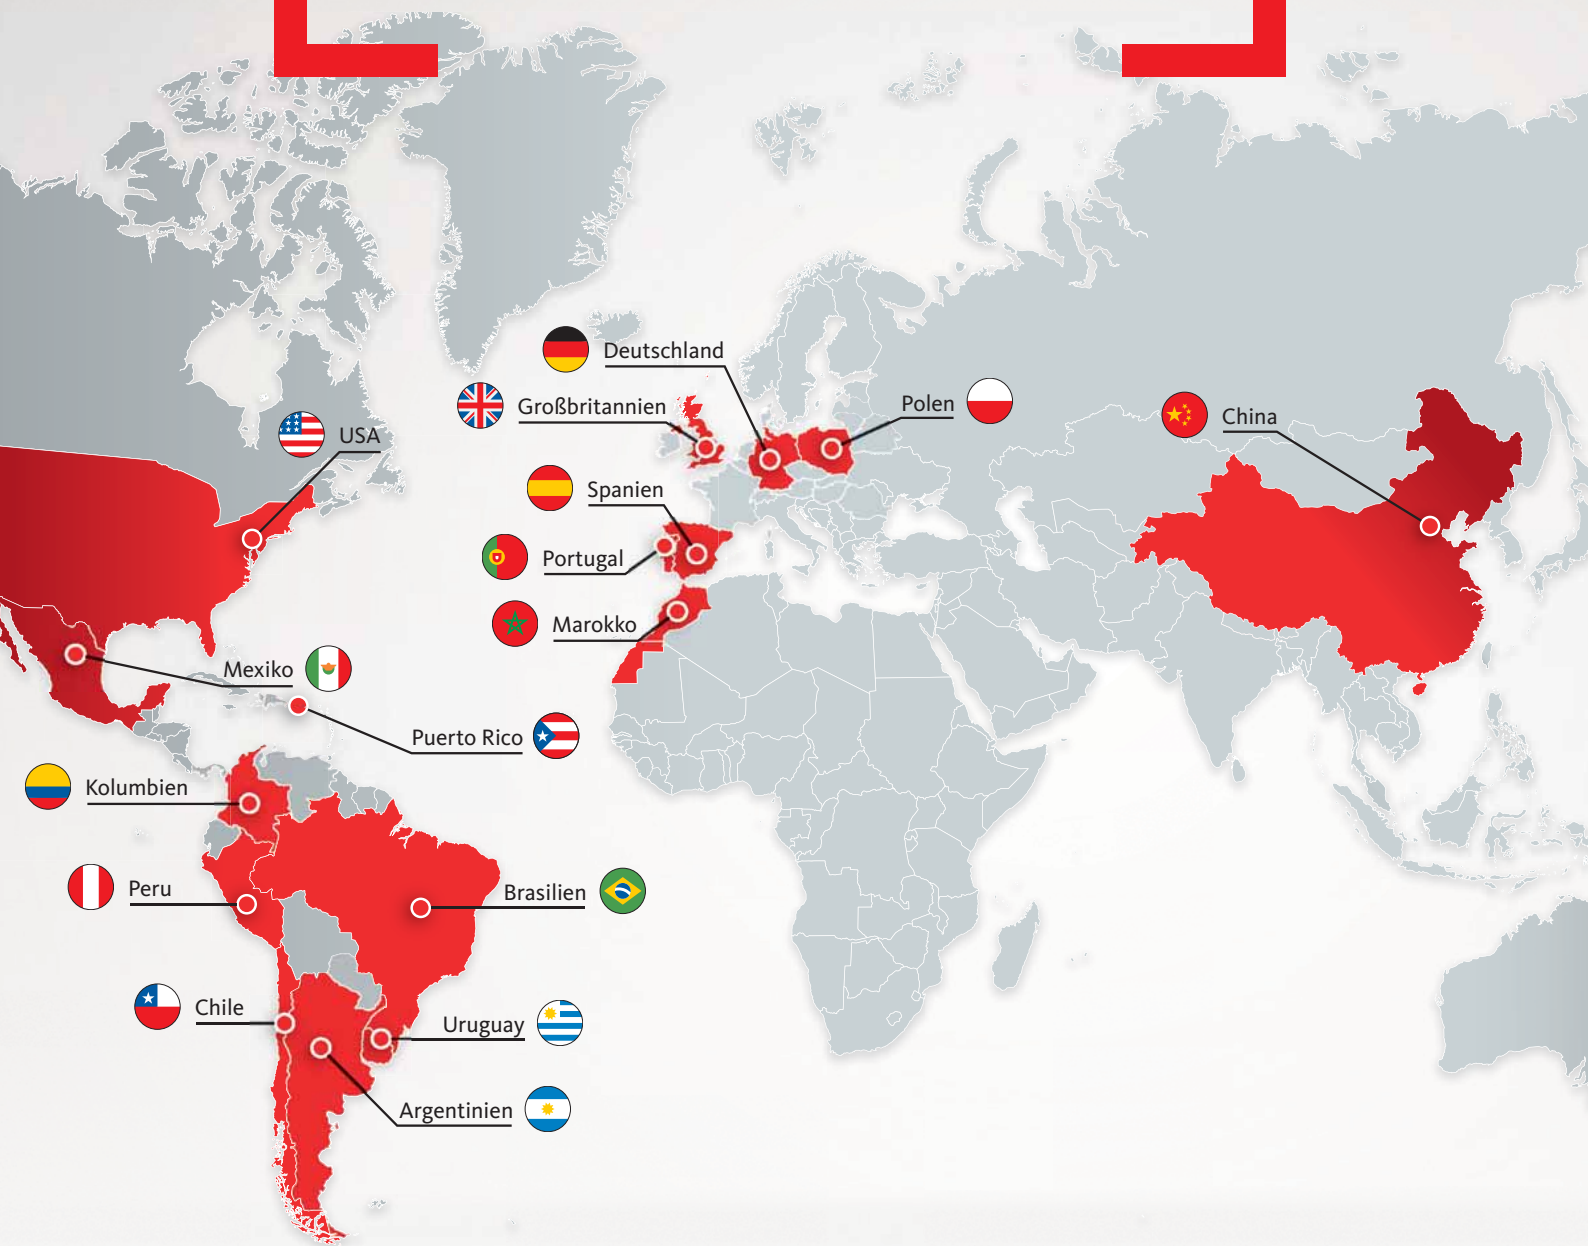 Deutschland
Großbritannien
Polen
China
USA
Spanien
Portugal
Marokko
Mexiko
Puerto Rico
Kolumbien
Peru
Brasilien
Chile
Uruguay
Argentinien